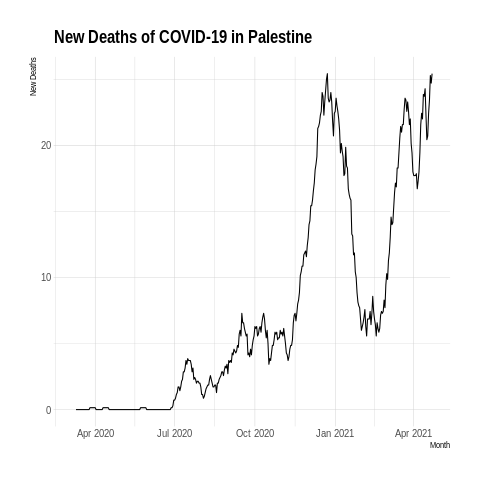 New Deaths of COVID-19 in Palestine
New Deaths
20
10
0
Apr 2020 Jul 2020 Oct 2020 Jan 2021 Apr 2021
Month